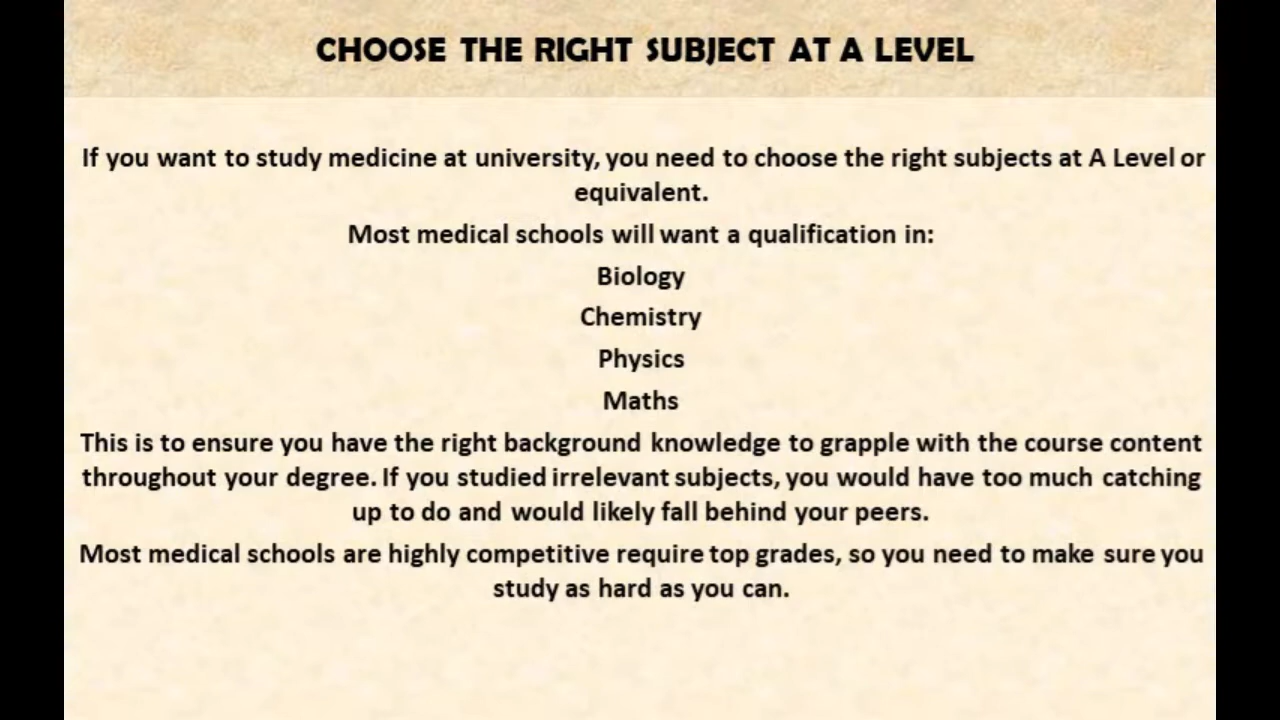 CHOOSE THE RIGHT SUBJECT AT A LEVEL
If you want to study medicine at university, you need to choose the right subjects at A Level or
equivalent.
Most medical schools will want a qualification in:
Biology
Chemistry
Physics
Maths
This is to ensure you have the right background knowledge to grapple with the course content
throughout your degree. If you studied irrelevant subjects, you would have too much catching
up to do and would likely fall behind your peers.
Most medical schools are highly competitive require top grades, so you need to make sure you
study as hard as you can.